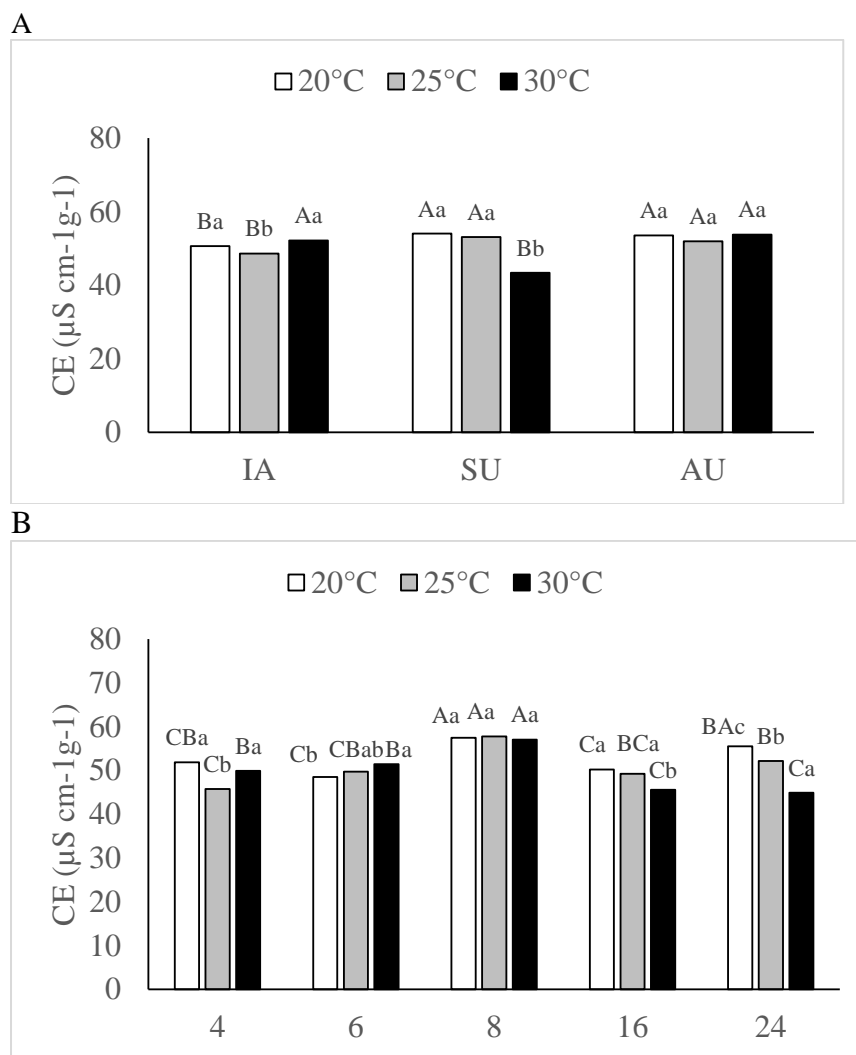 A
20°C 25°C 30°C
CE (µS cm-1g-1)
80
60
40
20
0
Ba Bb Aa Aa Aa Bb Aa Aa Aa
IA SU AU
B
20°C 25°C 30°C
CE (µS cm-1g-1)
80
70
60
50
40
30
20
10
0
CBa Cb Ba Cb CBab Ba Aa Aa Aa Ca BCa Cb BAc Bb Ca
4 6 8 16 24